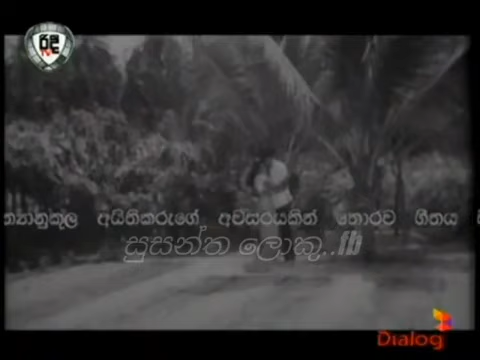 රිදී
ත්‍යානුකූල අයිතිකරුගේ අවසරයකින් තොරව ගීතය
සුසන්ත ලොකු..fb
Dialog